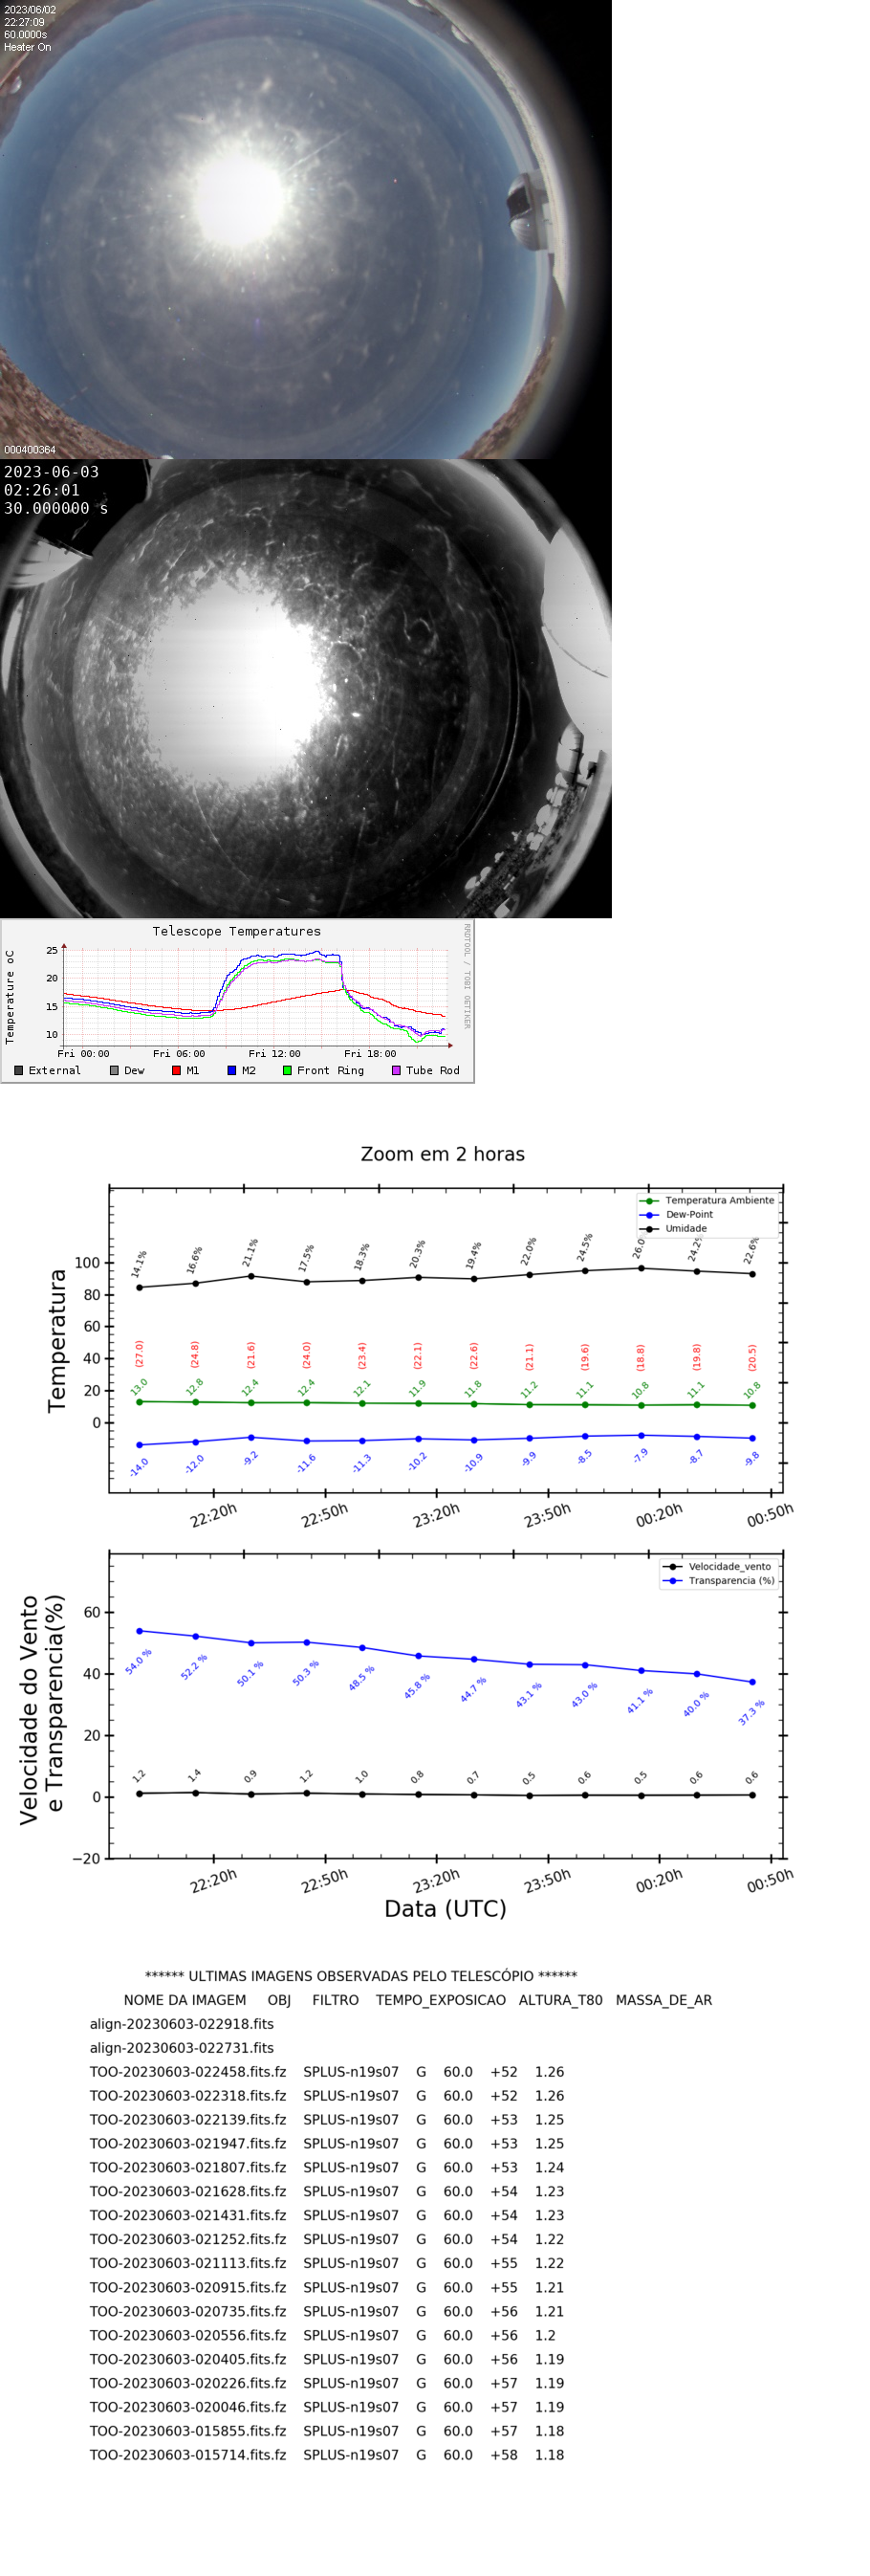 2023/06/02
22:27:09
60.0000s
Heater On
000400364
2023-06-03
02:26:01
30.000000 s
Telescope Temperatures
RRDTOOL / TOBI OETIKER
Temperature oC
25
20
15
10
Fri 00:00 Fri 06:00 Fri 12:00 Fri 18:00
External Dew M1 M2 Front Ring Tube Rod
Zoom em 2 horas
Temperatura Ambiente
Dew-Point
Umidade
14.1% 16.6% 21.1% 17.5% 18.3% 20.3% 19.4% 22.0% 24.5% 26.0 24.2% 22.6%
Temperatura
100
80
60
40
20
0
(27.0) (24.8) (21.6) (24.0) (23.4) (22.1) (22.6) (21.1) (19.6) (18.8) (19.8) (20.5)
13.0 12.8 12.4 12.4 12.1 11.9 11.8 11.2 11.1 10.8 11.1 10.8
-14.0 -12.0 -9.2 -11.6 -11.3 -10.2 -10.9 -9.9 -8.5 -7.9 -8.7 -9.8
22:20h 22:50h 23:20h 23:50h 00:20h 00:50h
Velocidade_vento
Transparencia (%)
Velocidade do Vento
e Transparencia(%)
60
40
20
0
−20
54.0 % 52.2 % 50.1 % 50.3 % 48.5 % 45.8 % 44.7 % 43.1 % 43.0 % 41.1 % 40.0 % 37.3 %
1.2 1.4 0.9 1.2 1.0 0.8 0.7 0.5 0.6 0.5 0.6 0.6
22:20h 22:50h 23:20h 23:50h 00:20h 00:50h
Data (UTC)
****** ULTIMAS IMAGENS OBSERVADAS PELO TELESCÓPIO ******
NOME DA IMAGEM OBJ FILTRO TEMPO_EXPOSICAO ALTURA_T80 MASSA_DE_AR
align-20230603-022918.fits
align-20230603-022731.fits
TOO-20230603-022458.fits.fz SPLUS-n19s07 G 60.0 +52 1.26
TOO-20230603-022318.fits.fz SPLUS-n19s07 G 60.0 +52 1.26
TOO-20230603-022139.fits.fz SPLUS-n19s07 G 60.0 +53 1.25
TOO-20230603-021947.fits.fz SPLUS-n19s07 G 60.0 +53 1.25
TOO-20230603-021807.fits.fz SPLUS-n19s07 G 60.0 +53 1.24
TOO-20230603-021628.fits.fz SPLUS-n19s07 G 60.0 +54 1.23
TOO-20230603-021431.fits.fz SPLUS-n19s07 G 60.0 +54 1.23
TOO-20230603-021252.fits.fz SPLUS-n19s07 G 60.0 +54 1.22
TOO-20230603-021113.fits.fz SPLUS-n19s07 G 60.0 +55 1.22
TOO-20230603-020915.fits.fz SPLUS-n19s07 G 60.0 +55 1.21
TOO-20230603-020735.fits.fz SPLUS-n19s07 G 60.0 +56 1.21
TOO-20230603-020556.fits.fz SPLUS-n19s07 G 60.0 +56 1.2
TOO-20230603-020405.fits.fz SPLUS-n19s07 G 60.0 +56 1.19
TOO-20230603-020226.fits.fz SPLUS-n19s07 G 60.0 +57 1.19
TOO-20230603-020046.fits.fz SPLUS-n19s07 G 60.0 +57 1.19
TOO-20230603-015855.fits.fz SPLUS-n19s07 G 60.0 +57 1.18
TOO-20230603-015714.fits.fz SPLUS-n19s07 G 60.0 +58 1.18